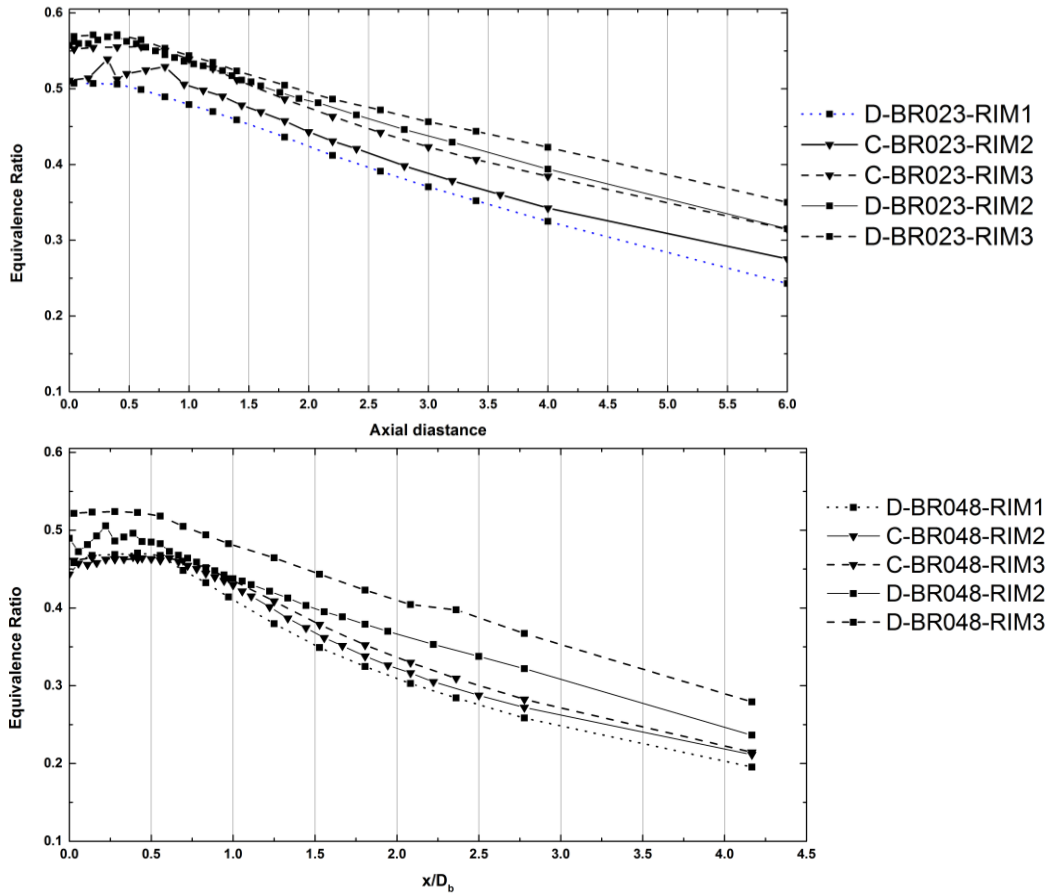 0.6
0.5
0.4
0.3
0.2
0.1
Equivalence Ratio
0.0 0.5 1.0 1.5 2.0 2.5 3.0 3.5 4.0 4.5 5.0 5.5 6.0
Axial diastance
D-BR023-RIM1
C-BR023-RIM2
C-BR023-RIM3
D-BR023-RIM2
D-BR023-RIM3
0.6
0.5
0.4
0.3
0.2
0.1
Equivalence Ratio
0.0 0.5 1.0 1.5 2.0 2.5 3.0 3.5 4.0 4.5
x/D_b
D-BR048-RIM1
C-BR048-RIM2
C-BR048-RIM3
D-BR048-RIM2
D-BR048-RIM3